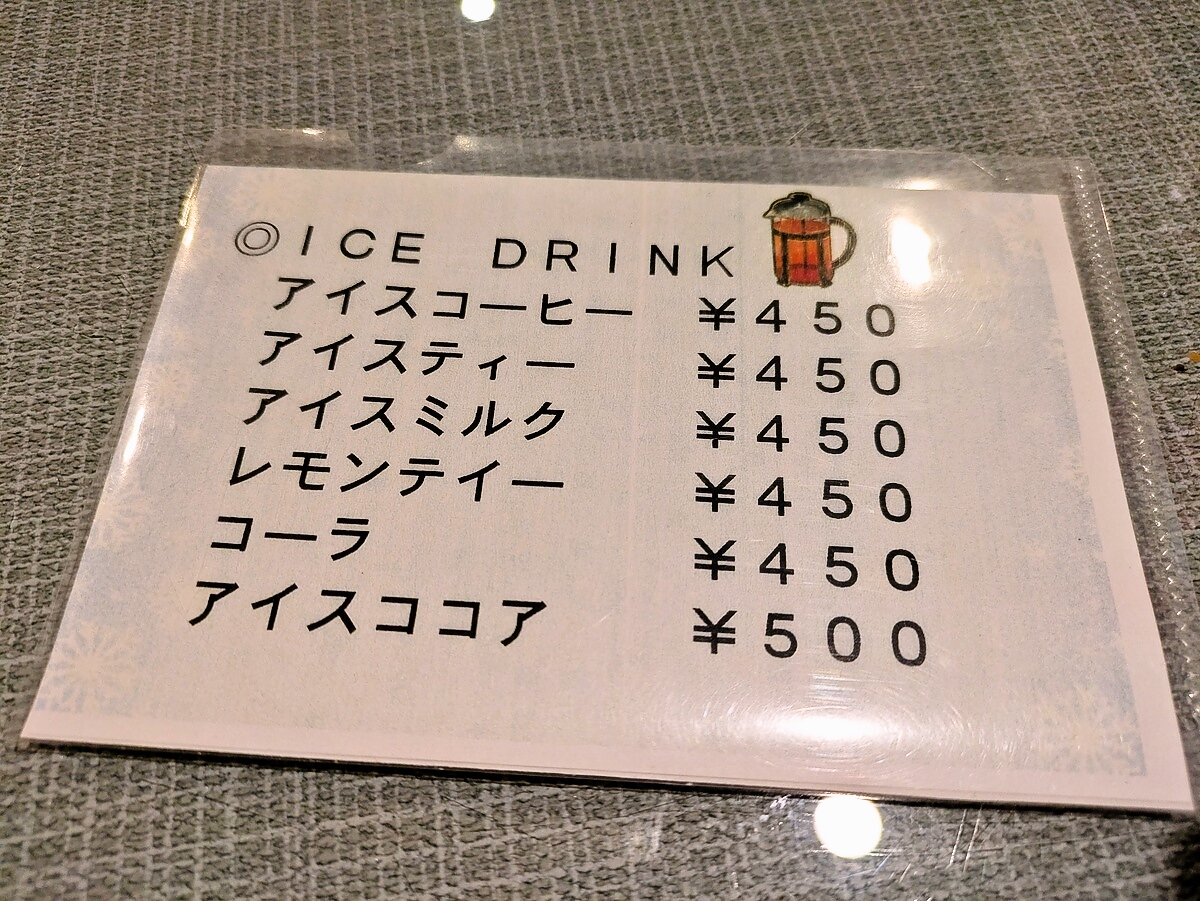 ◎ICE DRINK
アイスコーヒー ¥450
アイスティー ¥450
アイスミルク ¥450
レモンテイー ¥450
コーラ ¥450
アイスココア ¥500